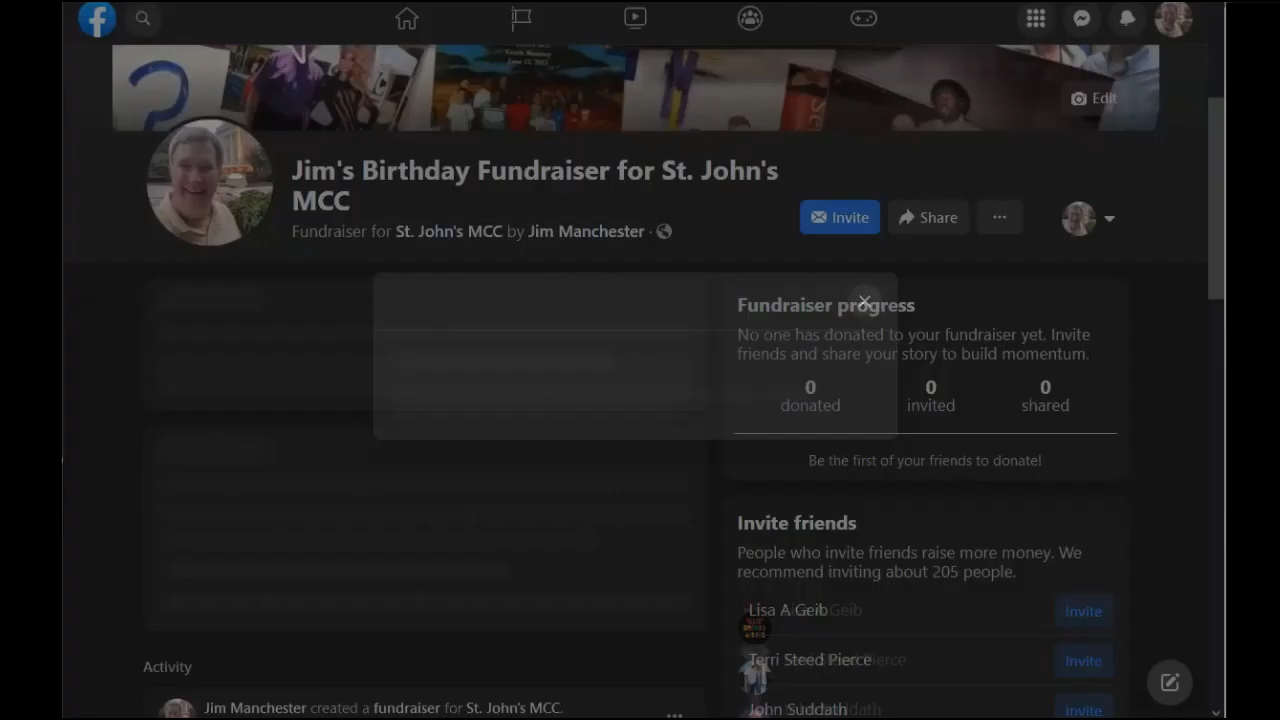 Edit
Jim's Birthday Fundraiser for St. John's
MCC
Fundraiser for St. John's MCC by Jim Manchester ·
Invite
Share
Fundraiser progress
No one has donated to your fundraiser yet. Invite
friends and share your story to build momentum.
0 0 0
donated invited shared
Be the first of your friends to donate!
Invite friends
People who invite friends raise more money. We
recommend inviting about 205 people.
Lisa A Geib
Invite
Terri Steed Pierce
Invite
John Suddath
Invite
Activity
Jim Manchester created a fundraiser for St. John's MCC.